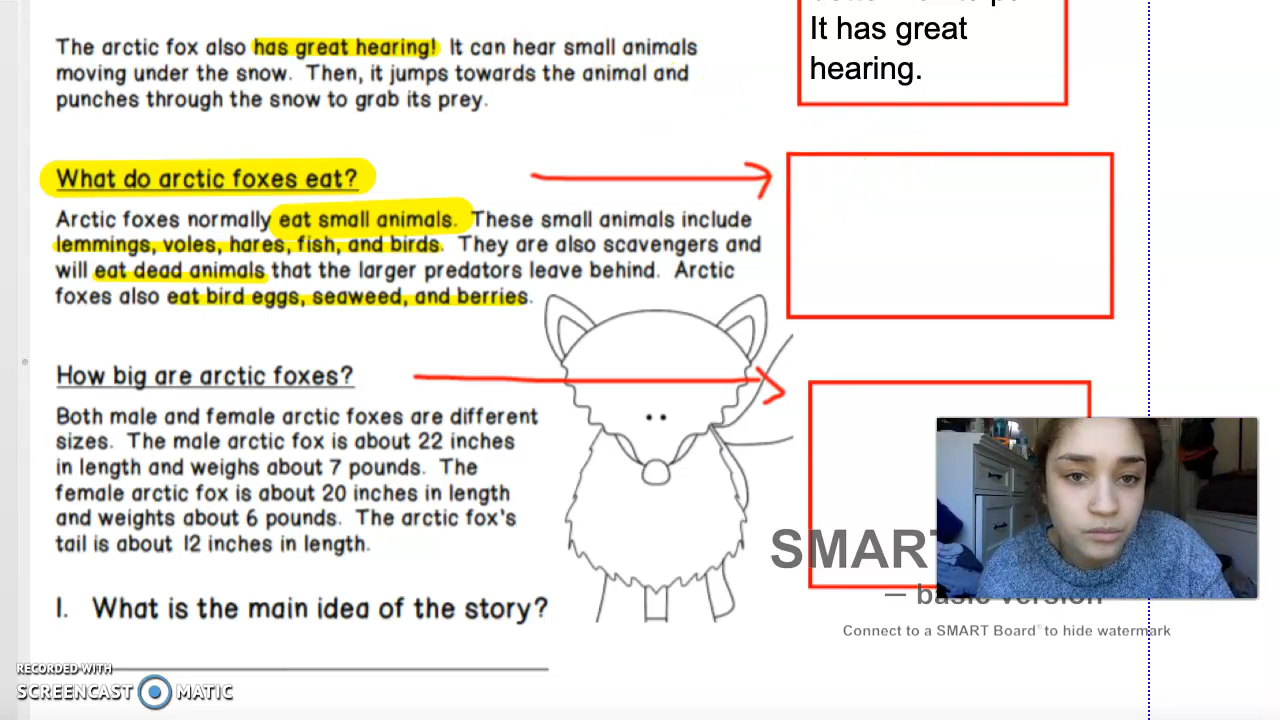 It has great
hearing.
The arctic fox also has great hearing! It can hear small animals
moving under the snow. Then, it jumps towards the animal and
punches through the snow to grab its prey.
What do arctic foxes eat?
Arctic foxes normally eat small animals. These small animals include
lemmings, voles, hares, fish, and birds. They are also scavengers and
will eat dead animals that the larger predators leave behind. Arctic
foxes also eat bird eggs, seaweed, and berries.
How big are arctic foxes?
Both male and female arctic foxes are different
sizes. The male arctic fox is about 22 inches
in length and weighs about 7 pounds. The
female arctic fox is about 20 inches in length
and weights about 6 pounds. The arctic fox's
tail is about 12 inches in length.
1. What is the main idea of the story?
SMART
– basic version
Connect to a SMART Board® to hide watermark
RECORDED WITH
SCREENCAST MATIC